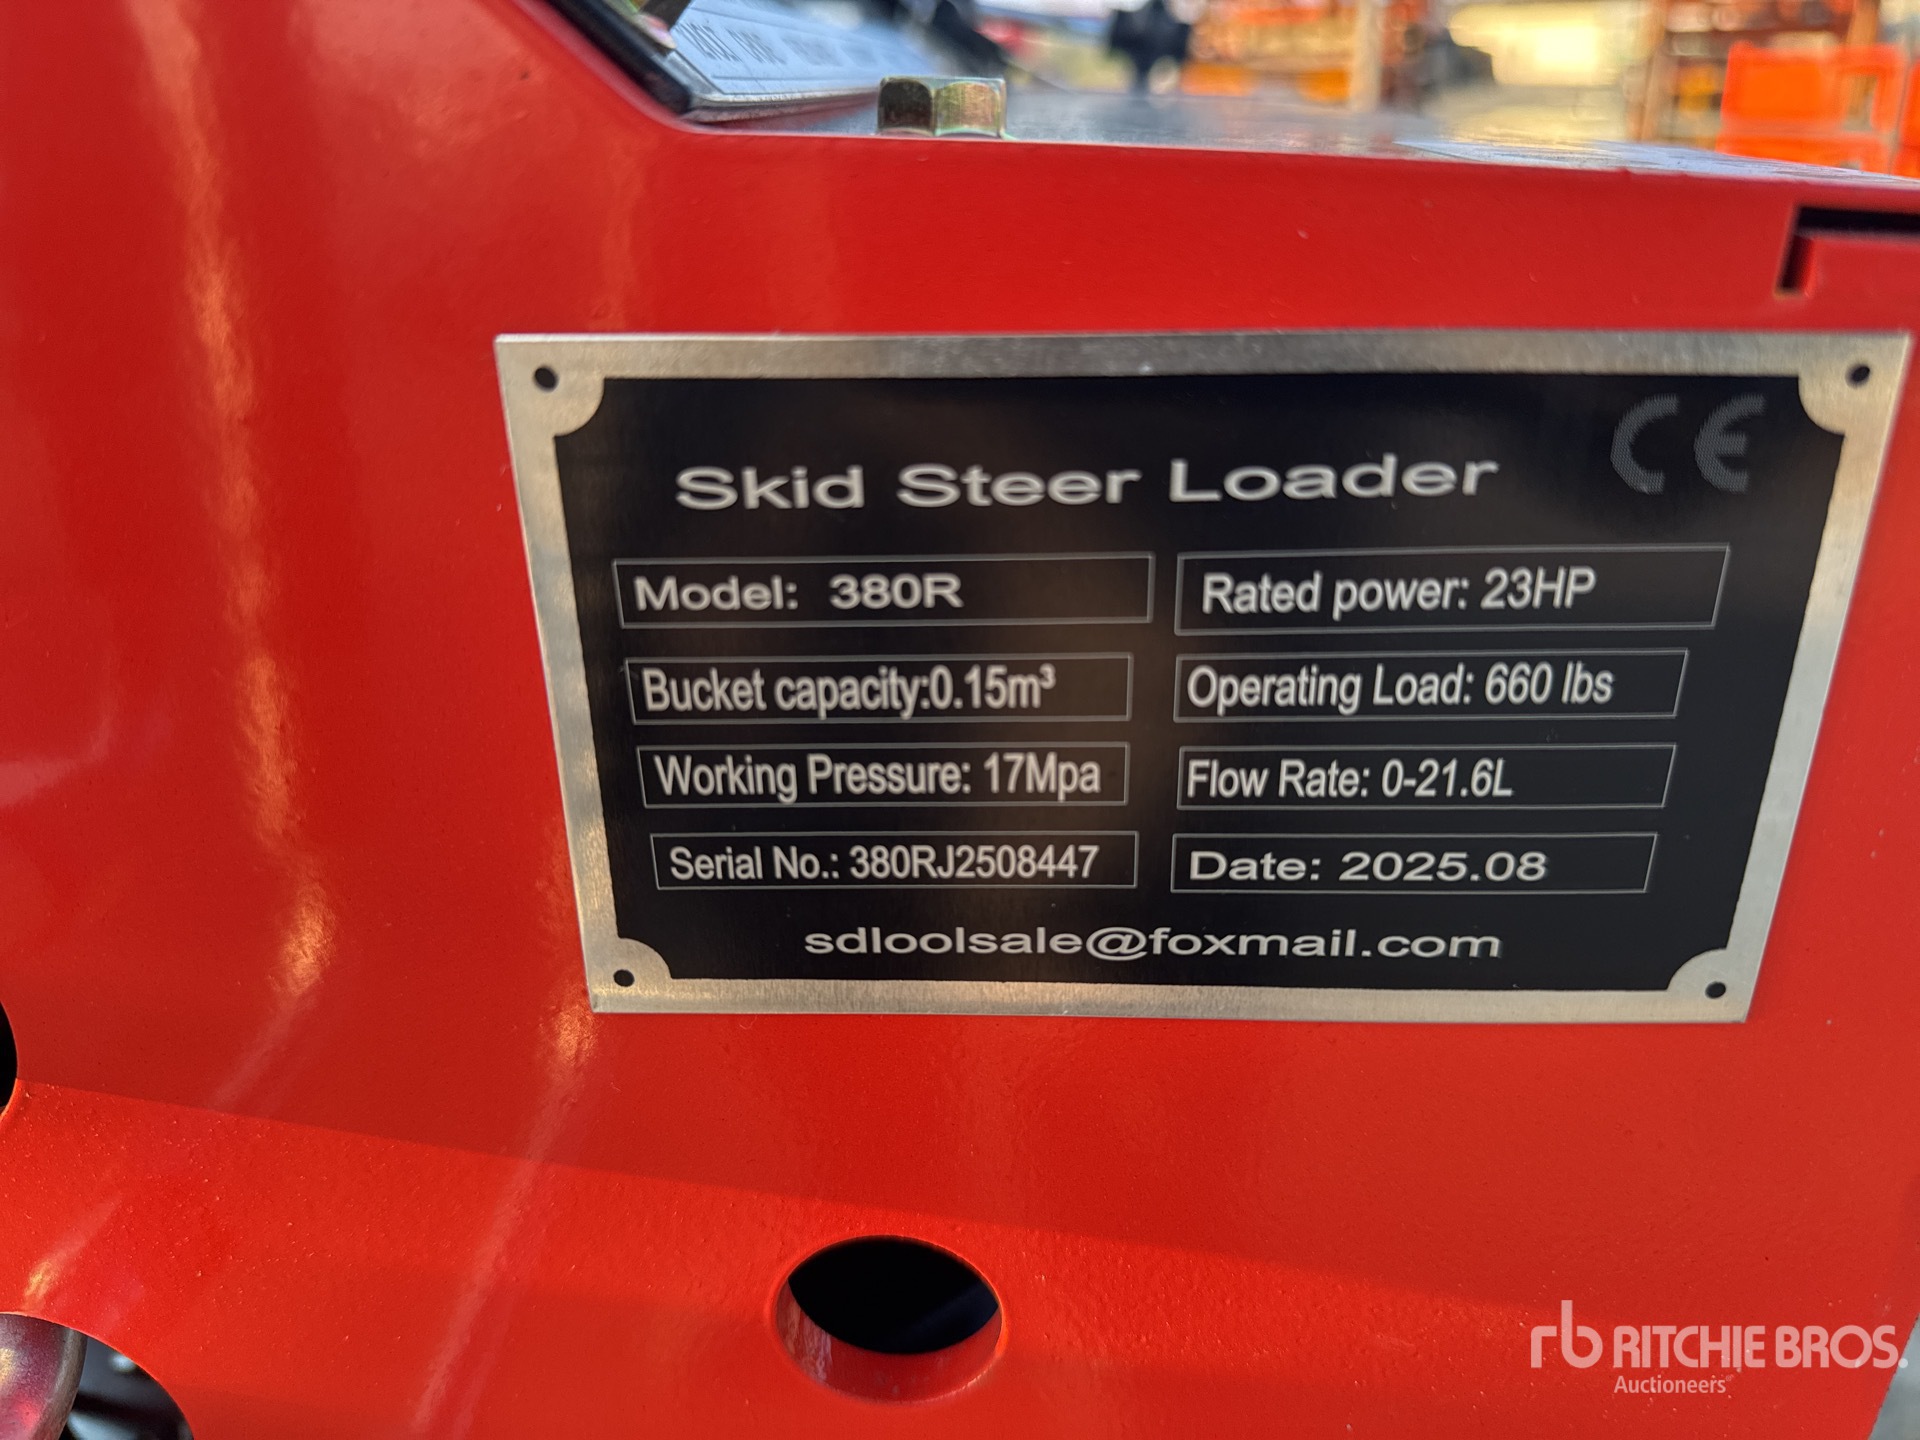 CE
Skid Steer Loader
Model: 380R
Rated power: 23HP
Bucket capacity:0.15m³
Operating Load: 660 lbs
Working Pressure: 17Mpa
Flow Rate: 0-21.6L
Serial No.: 380RJ2508447
Date: 2025.08
sdloolsale@foxmail.com
rb RITCHIE BROS.
Auctioneers